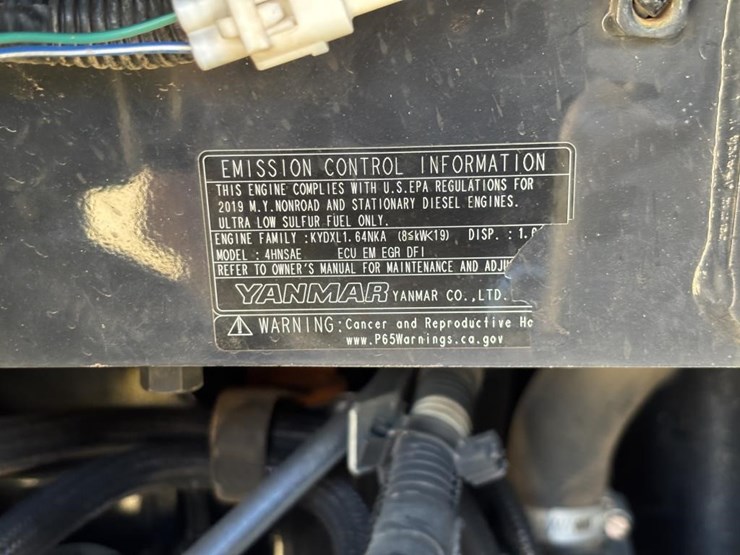 EMISSION CONTROL INFORMATION
THIS ENGINE COMPLIES WITH U.S.EPA REGULATIONS FOR
2019 M.Y.NONROAD AND STATIONARY DIESEL ENGINES.
ULTRA LOW SULFUR FUEL ONLY.
ENGINE FAMILY :KYDXL1.64NKA (8≤kW<19) DISP. :
MODEL : 4HNSAE ECU EM EGR DFI
REFER TO OWNER'S MANUAL FOR MAINTENANCE AND
YANMAR YANMAR CO.,LTD.
WARNING:Cancer and Reproductive
www.P65Warnings.ca.gov